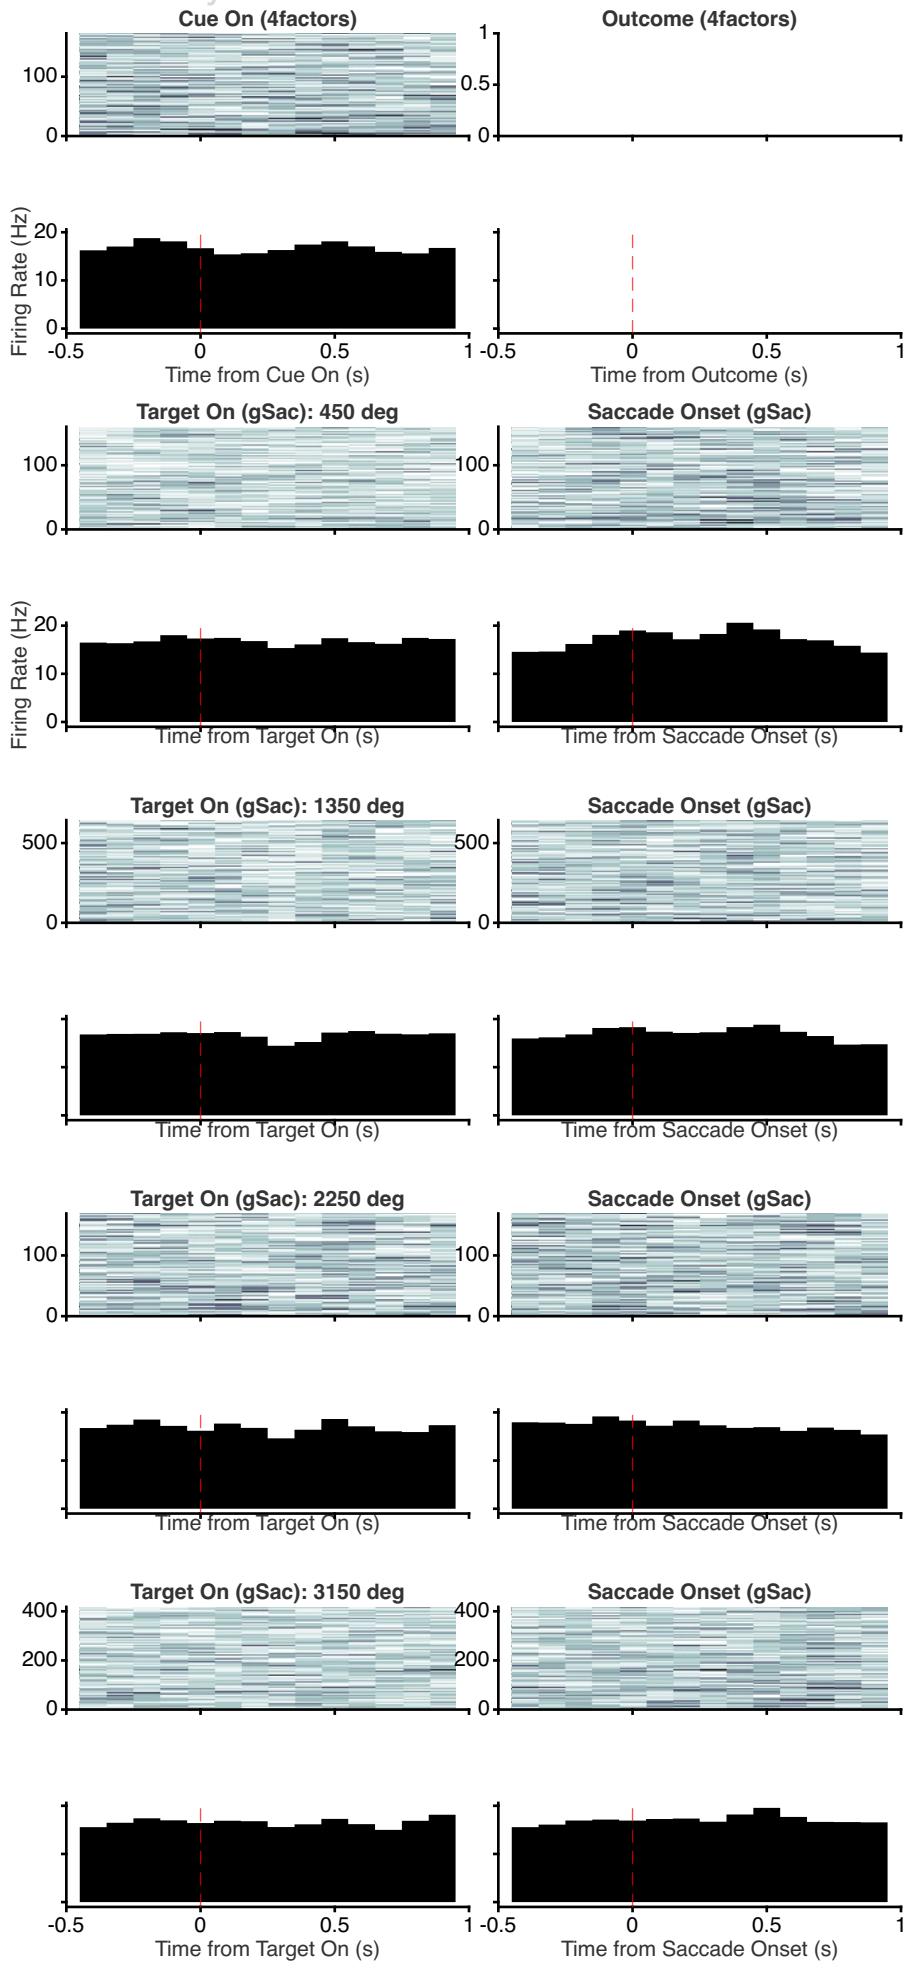 Cue On (4factors)
Outcome (4factors)
100
0
1
0.5
0
Firing Rate (Hz)
20
10
0
-0.5 0 0.5 1
-0.5 0 0.5 1
Time from Cue On (s)
Time from Outcome (s)
Target On (gSac): 450 deg
Saccade Onset (gSac)
100
0
100
0
Firing Rate (Hz)
20
10
0
Time from Target On (s)
Time from Saccade Onset (s)
Target On (gSac): 1350 deg
Saccade Onset (gSac)
500
0
500
0
Time from Target On (s)
Time from Saccade Onset (s)
Target On (gSac): 2250 deg
Saccade Onset (gSac)
100
0
100
0
Time from Target On (s)
Time from Saccade Onset (s)
Target On (gSac): 3150 deg
Saccade Onset (gSac)
400
200
0
400
200
0
-0.5 0 0.5 1
-0.5 0 0.5 1
Time from Target On (s)
Time from Saccade Onset (s)